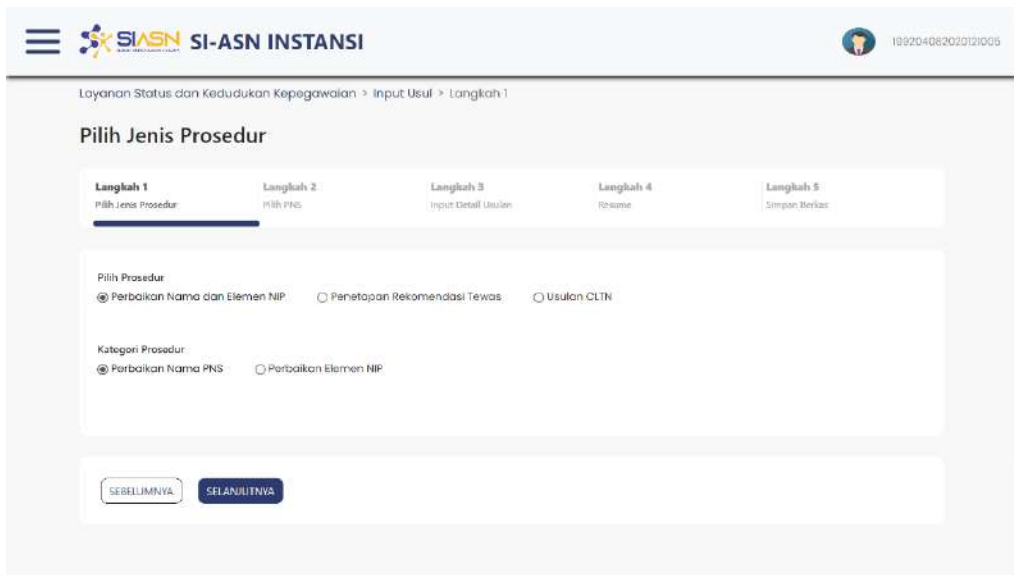 SIASN SI-ASN INSTANSI 199204082020121005
Layanan Status dan Kedudukan Kepegawaian > Input Usul > Langkah 1
Pilih Jenis Prosedur
Langkah 1 Langkah 2 Langkah 3 Langkah 4 Langkah 5
Pilih Jenis Prosedur Pilih PNS Input Detail Usulan Resume Simpan Berkas
Pilih Prosedur
Perbaikan Nama dan Elemen NIP Penetapan Rekomendasi Tewas Usulan CLTN
Kategori Prosedur
Perbaikan Nama PNS Perbaikan Elemen NIP
SEBELUMNYA SELANJUTNYA